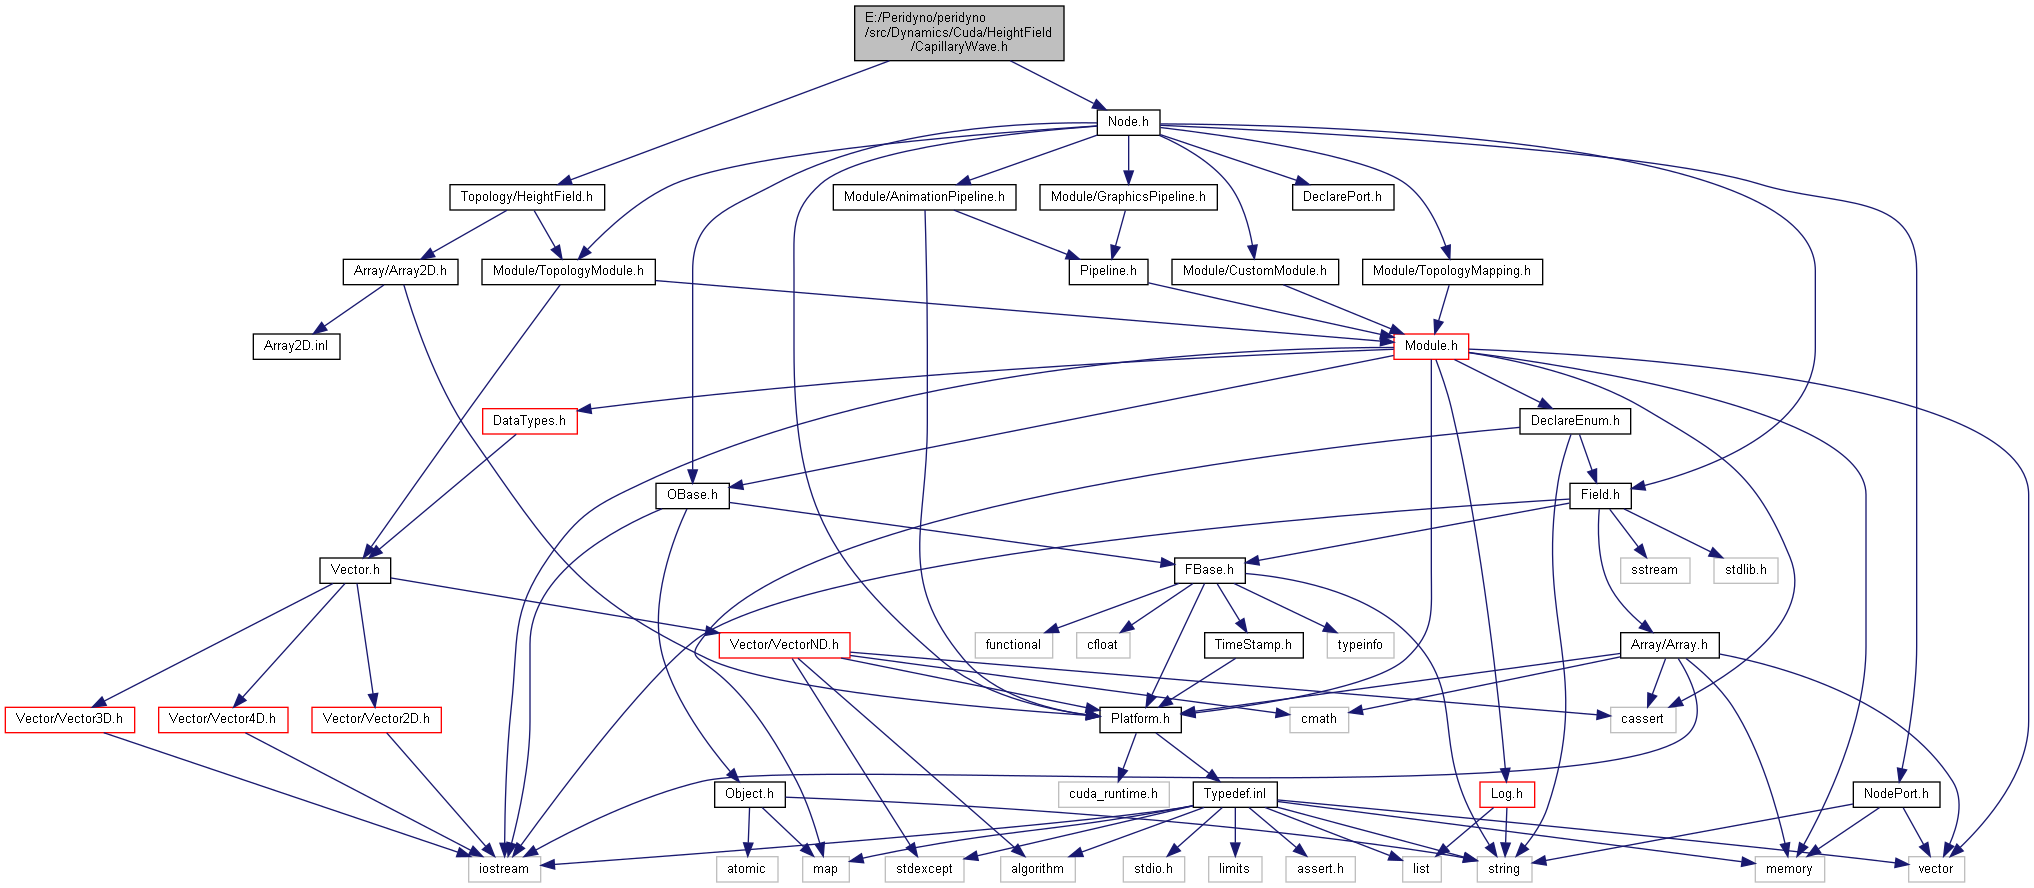 E:/Peridyno/peridyno
/src/Dynamics/Cuda/HeightField
/CapillaryWave.h
Node.h
Topology/HeightField.h
Module/AnimationPipeline.h
Module/GraphicsPipeline.h
DeclarePort.h
Array/Array2D.h
Module/TopologyModule.h
Pipeline.h
Module/CustomModule.h
Module/TopologyMapping.h
Array2D.inl
Module.h
DataTypes.h
DeclareEnum.h
OBase.h
Field.h
Vector.h
FBase.h
sstream
stdlib.h
Vector/VectorND.h
functional
cfloat
TimeStamp.h
typeinfo
Array/Array.h
Vector/Vector3D.h
Vector/Vector4D.h
Vector/Vector2D.h
Platform.h
cmath
cassert
Object.h
cuda_runtime.h
Typedef.inl
Log.h
NodePort.h
iostream
atomic
map
stdexcept
algorithm
stdio.h
limits
assert.h
list
string
memory
vector